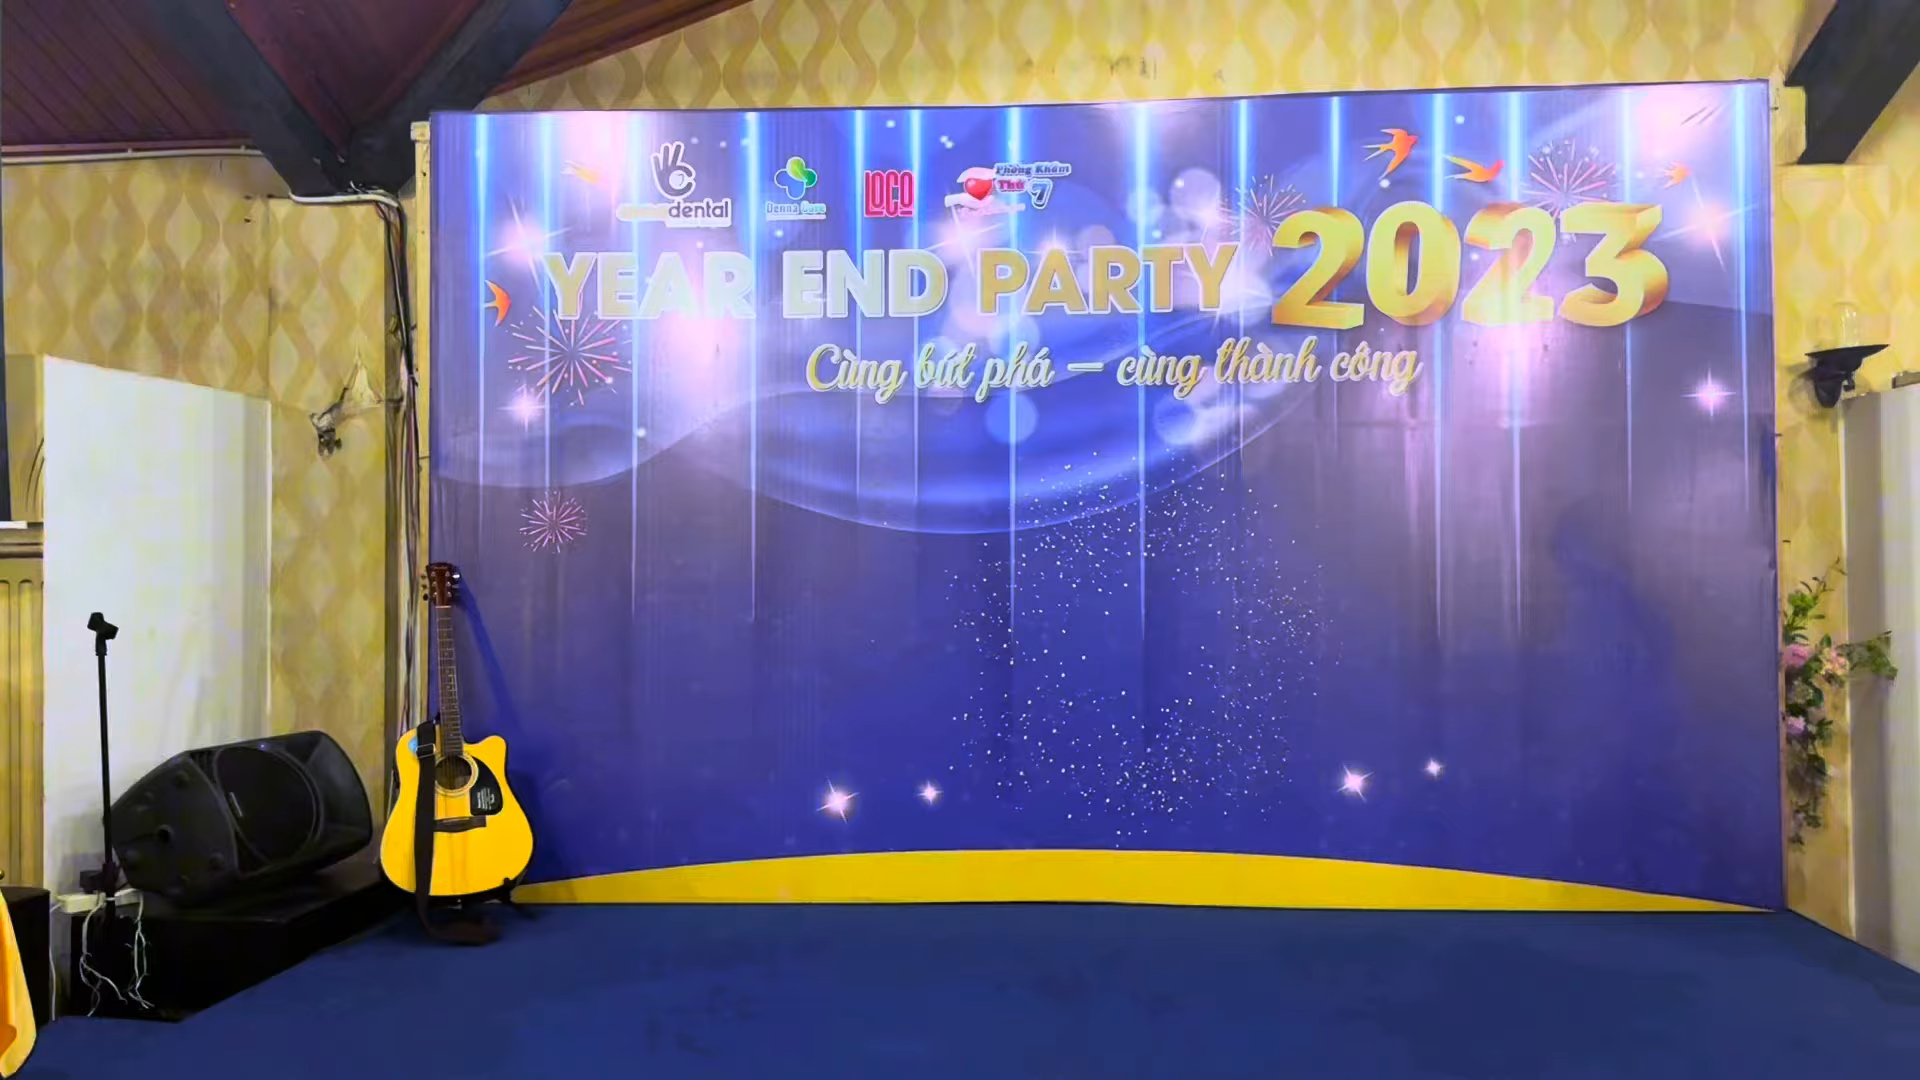 dental
Denna Care
LOCO
Phòng Khám
Thứ 7
YEAR END PARTY 2023
Cùng bứt phá – cùng thành công